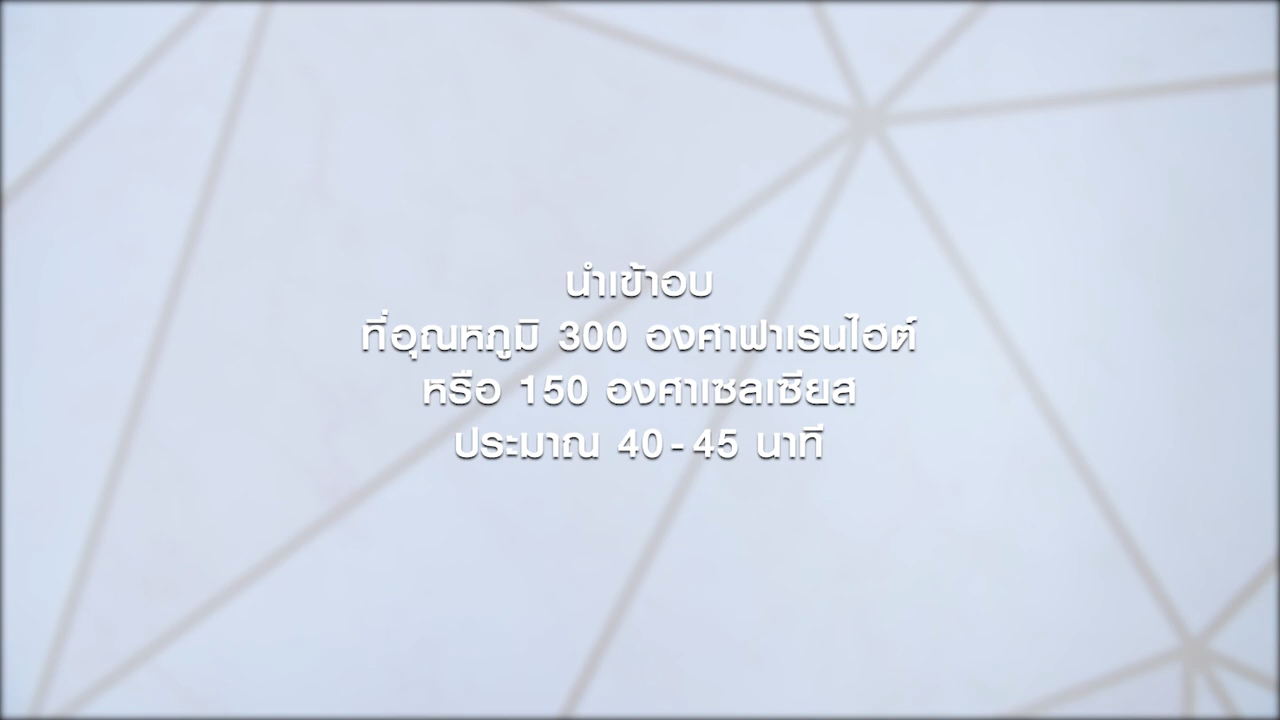 นำเข้าอบ
ที่อุณหภูมิ 300 องศาฟาเรนไฮต์
หรือ 150 องศาเซลเซียส
ประมาณ 40-45 นาที